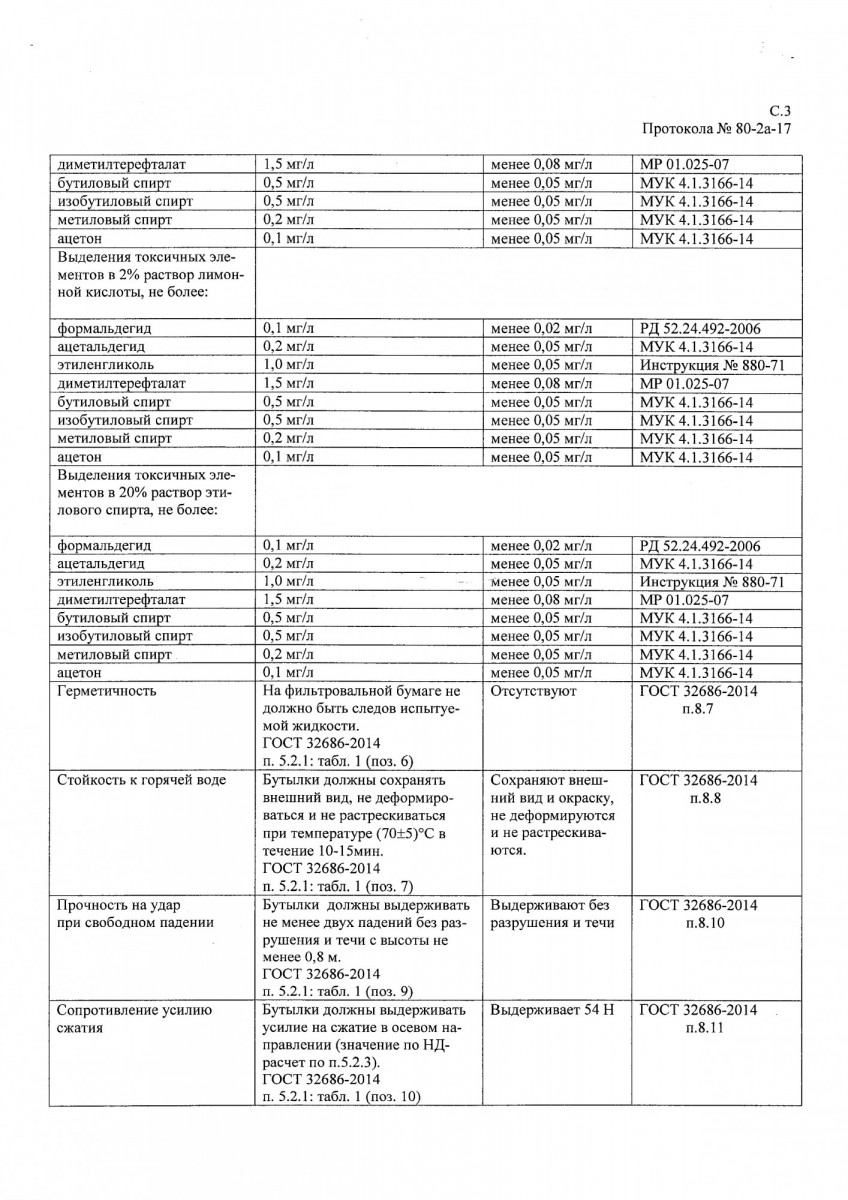 С.3
Протокола № 80-2а-17
диметилтерефталат 1,5 мг/л менее 0,08 мг/л МР 01.025-07
бутиловый спирт 0,5 мг/л менее 0,05 мг/л МУК 4.1.3166-14
изобутиловый спирт 0,5 мг/л менее 0,05 мг/л МУК 4.1.3166-14
метиловый спирт 0,2 мг/л менее 0,05 мг/л МУК 4.1.3166-14
ацетон 0,1 мг/л менее 0,05 мг/л МУК 4.1.3166-14
Выделения токсичных эле-
ментов в 2% раствор лимон-
ной кислоты, не более:
формальдегид 0,1 мг/л менее 0,02 мг/л РД 52.24.492-2006
ацетальдегид 0,2 мг/л менее 0,05 мг/л МУК 4.1.3166-14
этиленгликоль 1,0 мг/л менее 0,05 мг/л Инструкция № 880-71
диметилтерефталат 1,5 мг/л менее 0,08 мг/л МР 01.025-07
бутиловый спирт 0,5 мг/л менее 0,05 мг/л МУК 4.1.3166-14
изобутиловый спирт 0,5 мг/л менее 0,05 мг/л МУК 4.1.3166-14
метиловый спирт 0,2 мг/л менее 0,05 мг/л МУК 4.1.3166-14
ацетон 0,1 мг/л менее 0,05 мг/л МУК 4.1.3166-14
Выделения токсичных эле-
ментов в 20% раствор эти-
лового спирта, не более:
формальдегид 0,1 мг/л менее 0,02 мг/л РД 52.24.492-2006
ацетальдегид 0,2 мг/л менее 0,05 мг/л МУК 4.1.3166-14
этиленгликоль 1,0 мг/л менее 0,05 мг/л Инструкция № 880-71
диметилтерефталат 1,5 мг/л менее 0,08 мг/л МР 01.025-07
бутиловый спирт 0,5 мг/л менее 0,05 мг/л МУК 4.1.3166-14
изобутиловый спирт 0,5 мг/л менее 0,05 мг/л МУК 4.1.3166-14
метиловый спирт 0,2 мг/л менее 0,05 мг/л МУК 4.1.3166-14
ацетон 0,1 мг/л менее 0,05 мг/л МУК 4.1.3166-14
Герметичность На фильтровальной бумаге не Отсутствуют ГОСТ 32686-2014
должно быть следов испытуе- п.8.7
мой жидкости.
ГОСТ 32686-2014
п. 5.2.1: табл. 1 (поз. 6)
Стойкость к горячей воде Бутылки должны сохранять Сохраняют внеш- ГОСТ 32686-2014
внешний вид, не деформиро- ний вид и окраску, п.8.8
ваться и не растрескиваться не деформируются
при температуре (70±5)°С в и не растрескива-
течение 10-15мин. ются.
ГОСТ 32686-2014
п. 5.2.1: табл. 1 (поз. 7)
Прочность на удар Бутылки должны выдерживать Выдерживают без ГОСТ 32686-2014
при свободном падении не менее двух падений без раз- разрушения и течи п.8.10
рушения и течи с высоты не
менее 0,8 м.
ГОСТ 32686-2014
п. 5.2.1: табл. 1 (поз. 9)
Сопротивление усилию Бутылки должны выдерживать Выдерживает 54 Н ГОСТ 32686-2014
сжатия усилие на сжатие в осевом на- п.8.11
правлении (значение по НД-
расчет по п.5.2.3).
ГОСТ 32686-2014
п. 5.2.1: табл. 1 (поз. 10)